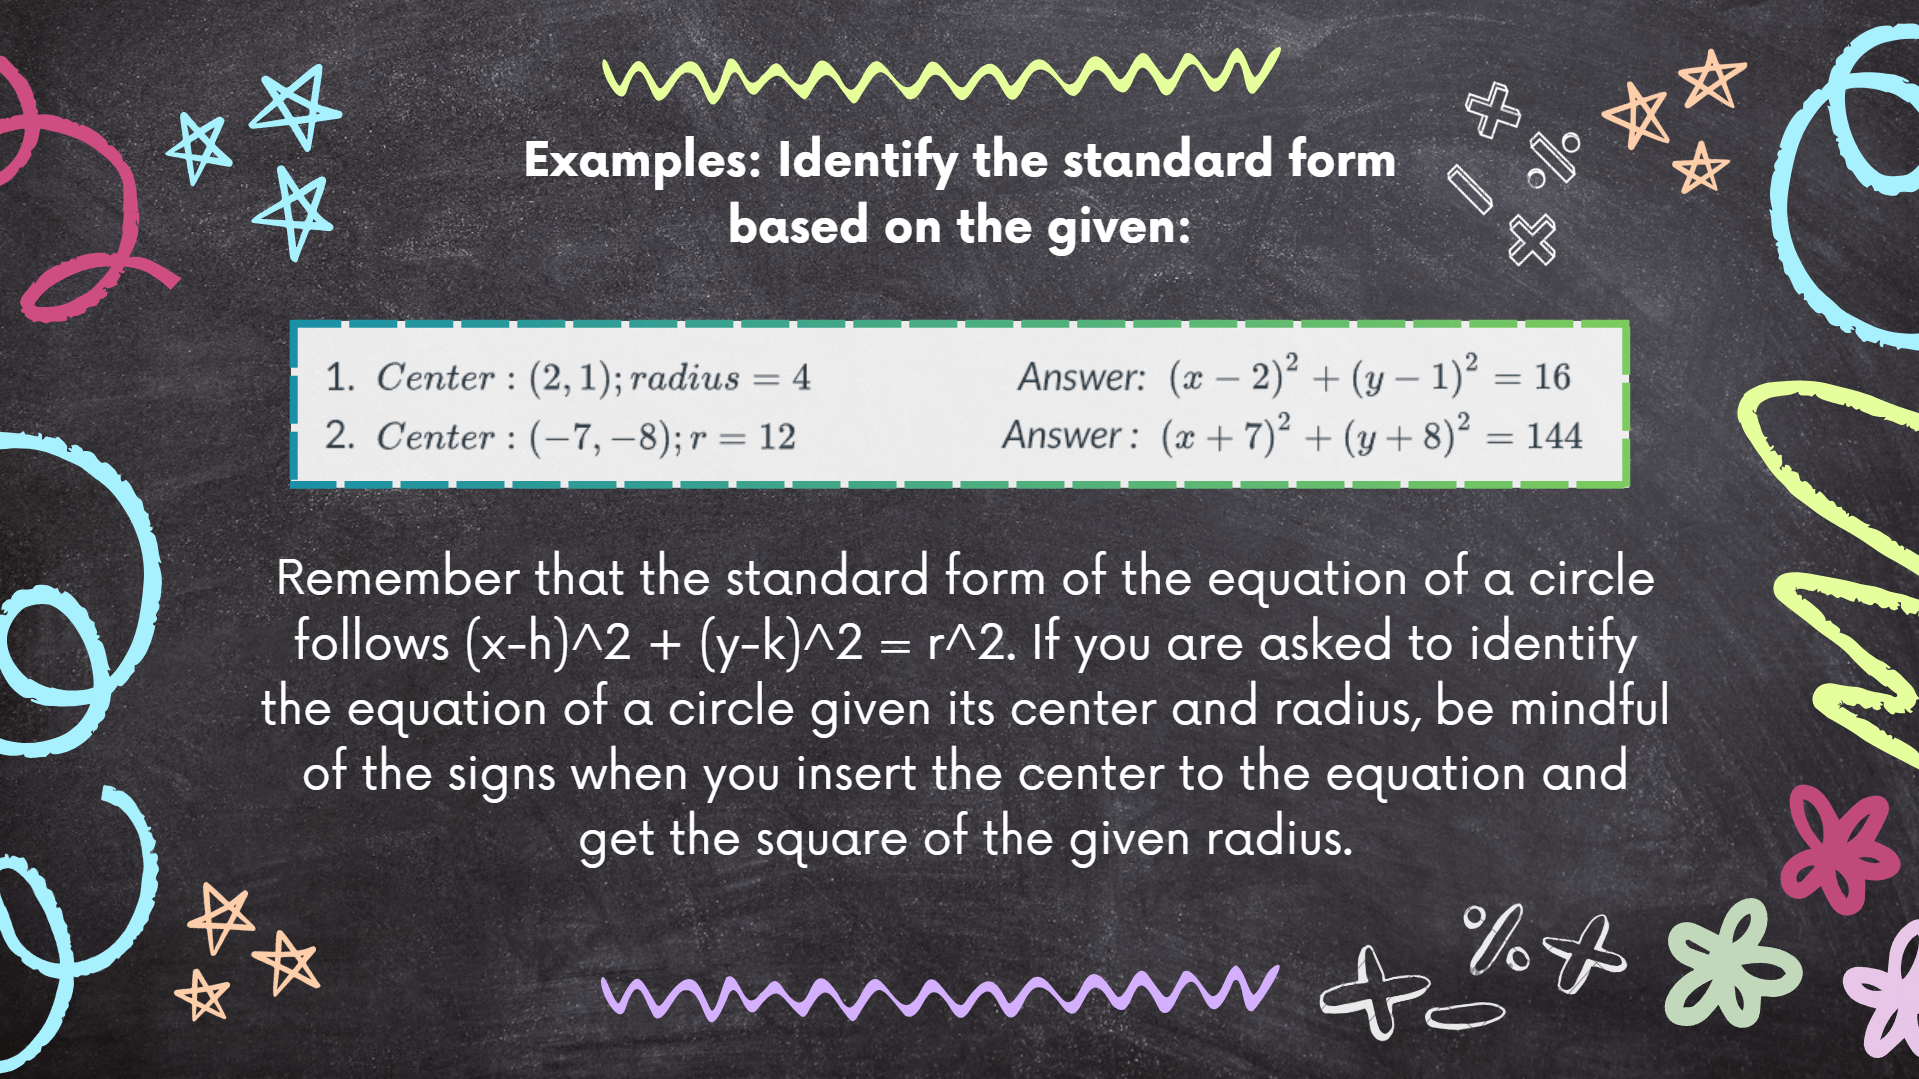 Examples: Identify the standard form
based on the given:
1. Center : (2, 1); radius = 4 Answer: (x − 2)² + (y − 1)² = 16
2. Center : (−7, −8); r = 12 Answer : (x + 7)² + (y + 8)² = 144
Remember that the standard form of the equation of a circle
follows (x-h)^2 + (y-k)^2 = r^2. If you are asked to identify
the equation of a circle given its center and radius, be mindful
of the signs when you insert the center to the equation and
get the square of the given radius.